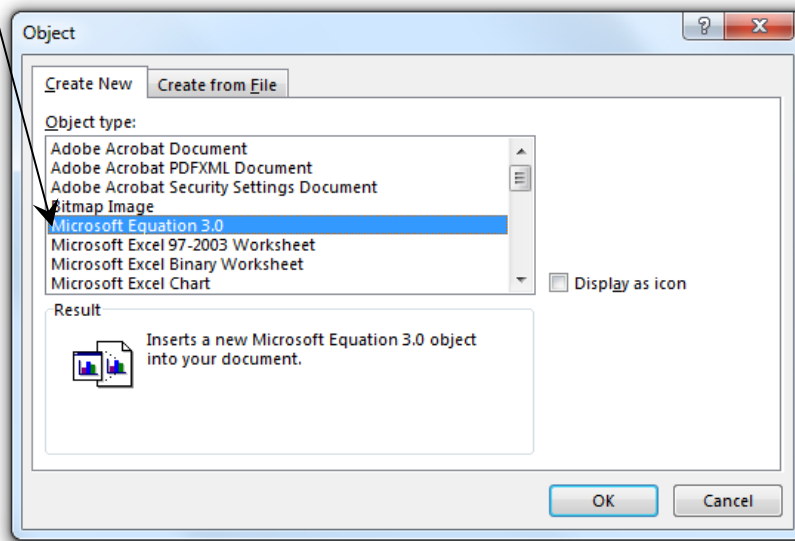 Object
?
X
Create New
Create from File
Object type:
Adobe Acrobat Document
Adobe Acrobat PDFXML Document
Adobe Acrobat Security Settings Document
Bitmap Image
Microsoft Equation 3.0
Microsoft Excel 97-2003 Worksheet
Microsoft Excel Binary Worksheet
Microsoft Excel Chart
Display as icon
Result
Inserts a new Microsoft Equation 3.0 object
into your document.
OK
Cancel